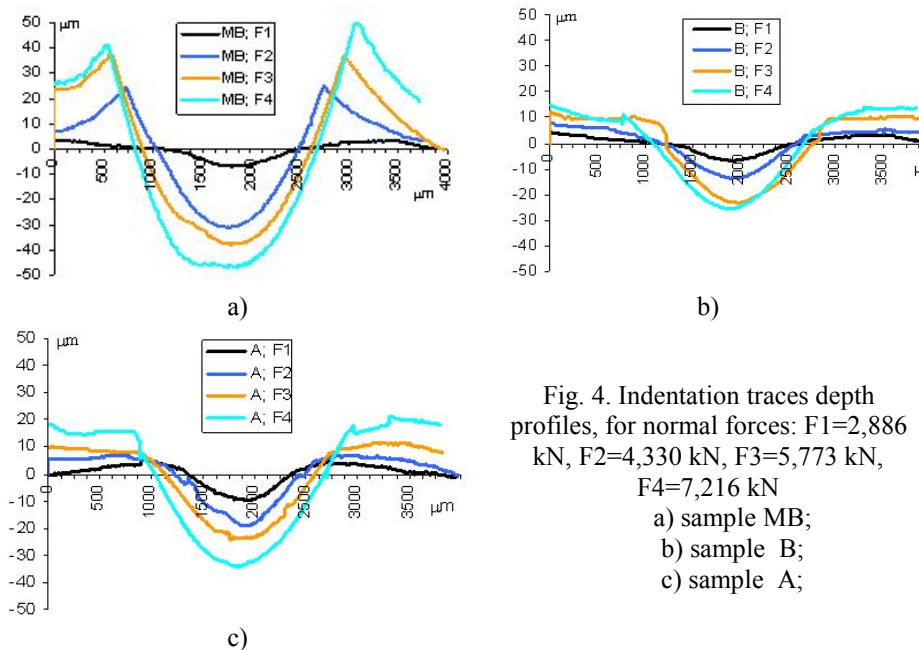 50
40
30
20
10
0
-10
-20
-30
-40
-50
µm
MB; F1
MB; F2
MB; F3
MB; F4
0
500
1000
1500
2000
2500
3000
3500
4000
µm
a)
50
40
30
20
10
0
-10
-20
-30
-40
-50
µm
B; F1
B; F2
B; F3
B; F4
0
500
1000
1500
2000
2500
3000
3500
b)
50
40
30
20
10
0
-10
-20
-30
-40
-50
µm
A; F1
A; F2
A; F3
A; F4
0
500
1000
1500
2000
2500
3000
3500
µm
c)
Fig. 4. Indentation traces depth
profiles, for normal forces: F1=2,886
kN, F2=4,330 kN, F3=5,773 kN,
F4=7,216 kN
a) sample MB;
b) sample B;
c) sample A;